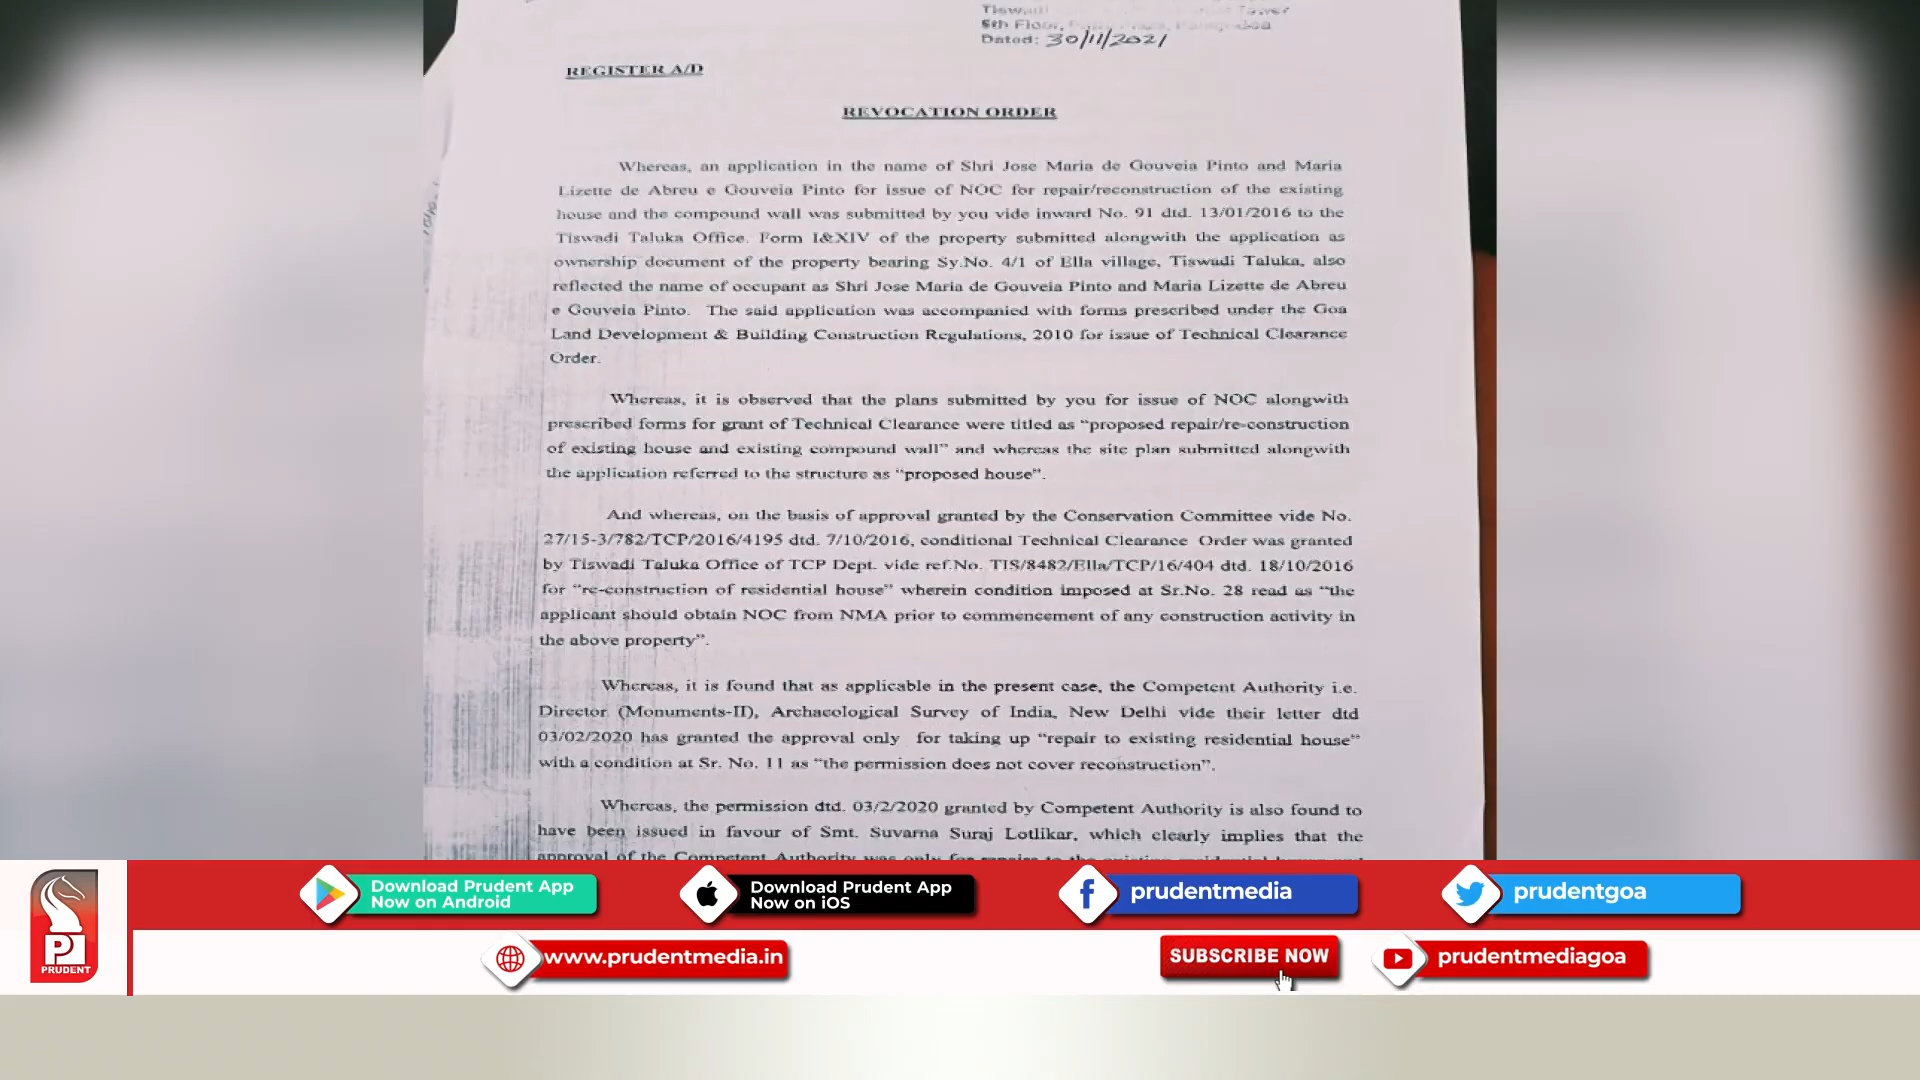 Tiswadi Tower
5th Floor,
Dated: 30/11/2021
REGISTER A/D
REVOCATION ORDER
Whereas, an application in the name of Shri Jose Maria de Gouveia Pinto and Maria
Lizette de Abreu e Gouveia Pinto for issue of NOC for repair/reconstruction of the existing
house and the compound wall was submitted by you vide inward No. 91 dtd. 13/01/2016 to the
Tiswadi Taluka Office. Form I&XIV of the property submitted alongwith the application as
ownership document of the property bearing Sy.No. 4/1 of Ella village, Tiswadi Taluka, also
reflected the name of occupant as Shri Jose Maria de Gouveia Pinto and Maria Lizette de Abreu
e Gouveia Pinto. The said application was accompanied with forms prescribed under the Goa
Land Development & Building Construction Regulations, 2010 for issue of Technical Clearance
Order.
Whereas, it is observed that the plans submitted by you for issue of NOC alongwith
prescribed forms for grant of Technical Clearance were titled as “proposed repair/re-construction
of existing house and existing compound wall” and whereas the site plan submitted alongwith
the application referred to the structure as “proposed house”.
And whereas, on the basis of approval granted by the Conservation Committee vide No.
27/15-3/782/TCP/2016/4195 dtd. 7/10/2016, conditional Technical Clearance Order was granted
by Tiswadi Taluka Office of TCP Dept. vide ref.No. TIS/8482/Ella/TCP/16/404 dtd. 18/10/2016
for “re-construction of residential house” wherein condition imposed at Sr.No. 28 read as “the
applicant should obtain NOC from NMA prior to commencement of any construction activity in
the above property”.
Whereas, it is found that as applicable in the present case, the Competent Authority i.e.
Director (Monuments-II), Archaeological Survey of India, New Delhi vide their letter dtd
03/02/2020 has granted the approval only for taking up “repair to existing residential house”
with a condition at Sr. No. 11 as “the permission does not cover reconstruction”.
Whereas, the permission dtd. 03/2/2020 granted by Competent Authority is also found to
have been issued in favour of Smt. Suvarna Suraj Lotlikar, which clearly implies that the
approval of the Competent Authority was only for repairs to the existing residential house and
Download Prudent App
Now on Android
Download Prudent App
Now on iOS
prudentmedia
prudentgoa
PRUDENT
www.prudentmedia.in
SUBSCRIBE NOW
prudentmediagoa